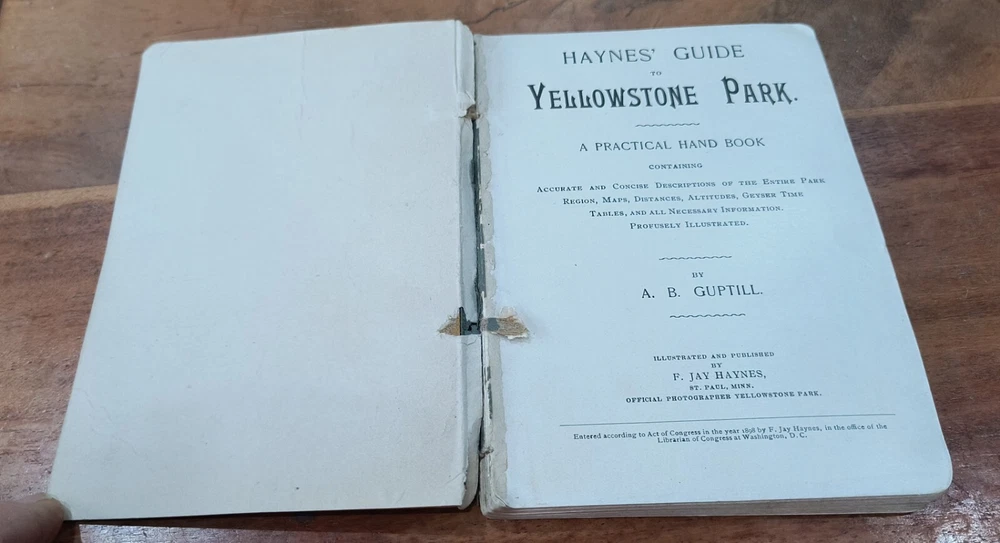 HAYNES' GUIDE
TO
YELLOWSTONE PARK.
A PRACTICAL HAND BOOK
CONTAINING
ACCURATE AND CONCISE DESCRIPTIONS OF THE ENTIRE PARK
REGION, MAPS, DISTANCES, ALTITUDES, GEYSER TIME
TABLES, AND ALL NECESSARY INFORMATION.
PROFUSELY ILLUSTRATED.
BY
A. B. GUPTILL.
ILLUSTRATED AND PUBLISHED
BY
F. JAY HAYNES,
ST. PAUL, MINN.
OFFICIAL PHOTOGRAPHER YELLOWSTONE PARK.
Entered according to Act of Congress in the year 1898 by F. Jay Haynes, in the office of the
Librarian of Congress at Washington, D. C.